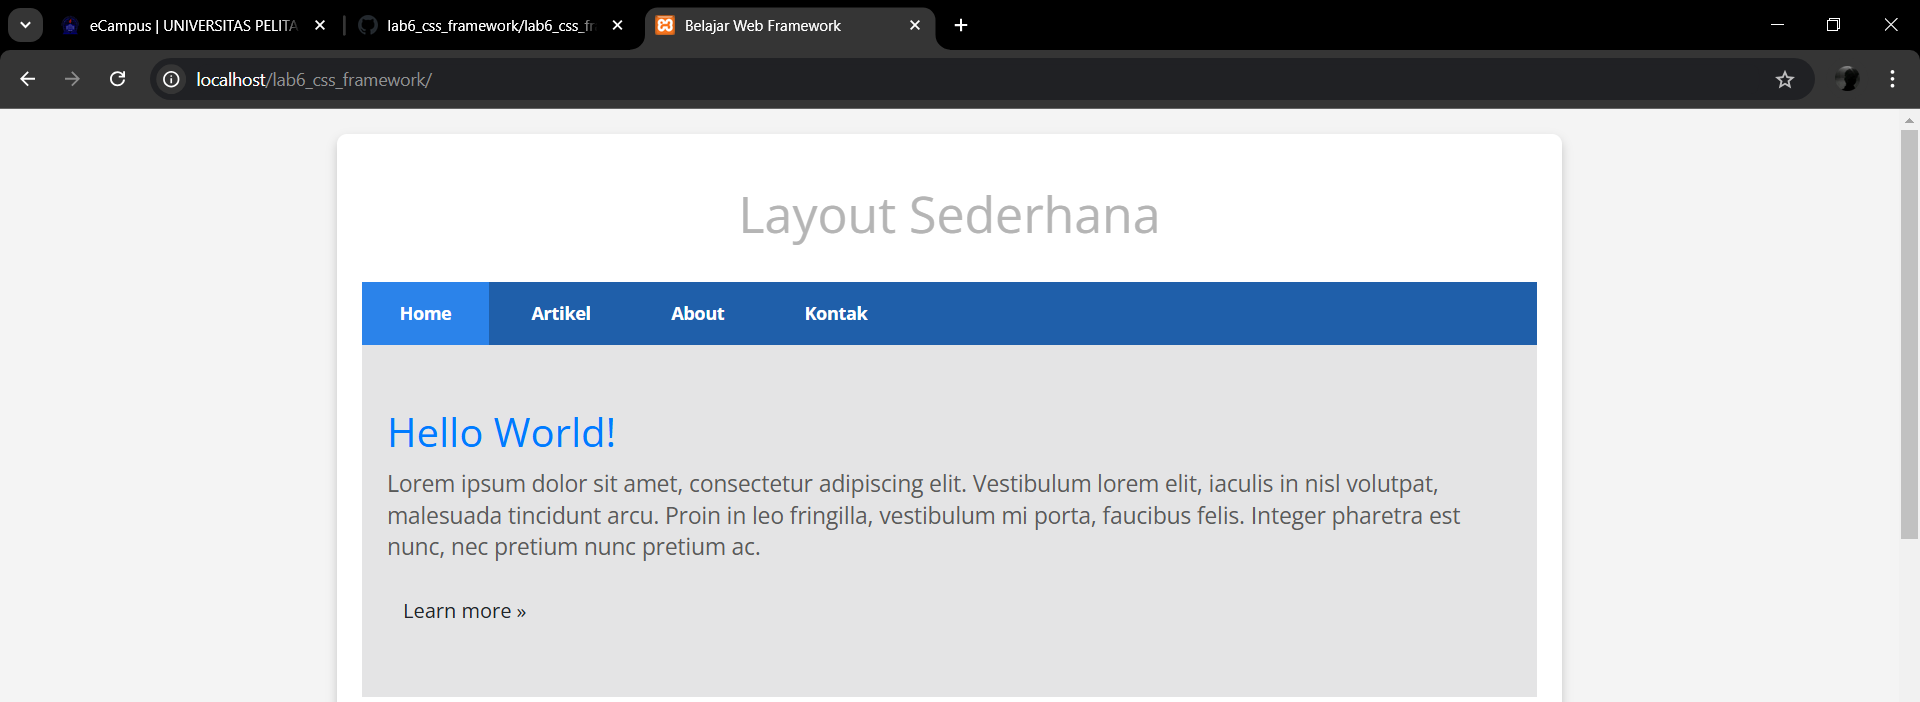 eCampus | UNIVERSITAS PELITA
lab6_css_framework/lab6_css_fr
Belajar Web Framework
localhost/lab6_css_framework/
Layout Sederhana
Home Artikel About Kontak
Hello World!
Lorem ipsum dolor sit amet, consectetur adipiscing elit. Vestibulum lorem elit, iaculis in nisl volutpat,
malesuada tincidunt arcu. Proin in leo fringilla, vestibulum mi porta, faucibus felis. Integer pharetra est
nunc, nec pretium nunc pretium ac.
Learn more »